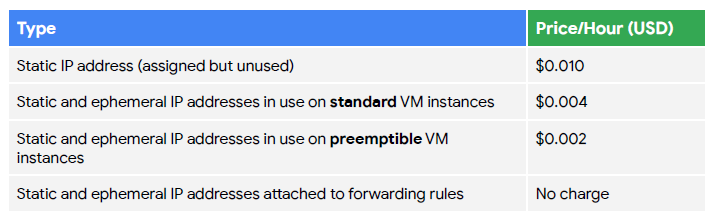 Type Price/Hour (USD)
Static IP address (assigned but unused) $0.010
Static and ephemeral IP addresses in use on standard VM instances $0.004
Static and ephemeral IP addresses in use on preemptible VM $0.002
instances
Static and ephemeral IP addresses attached to forwarding rules No charge